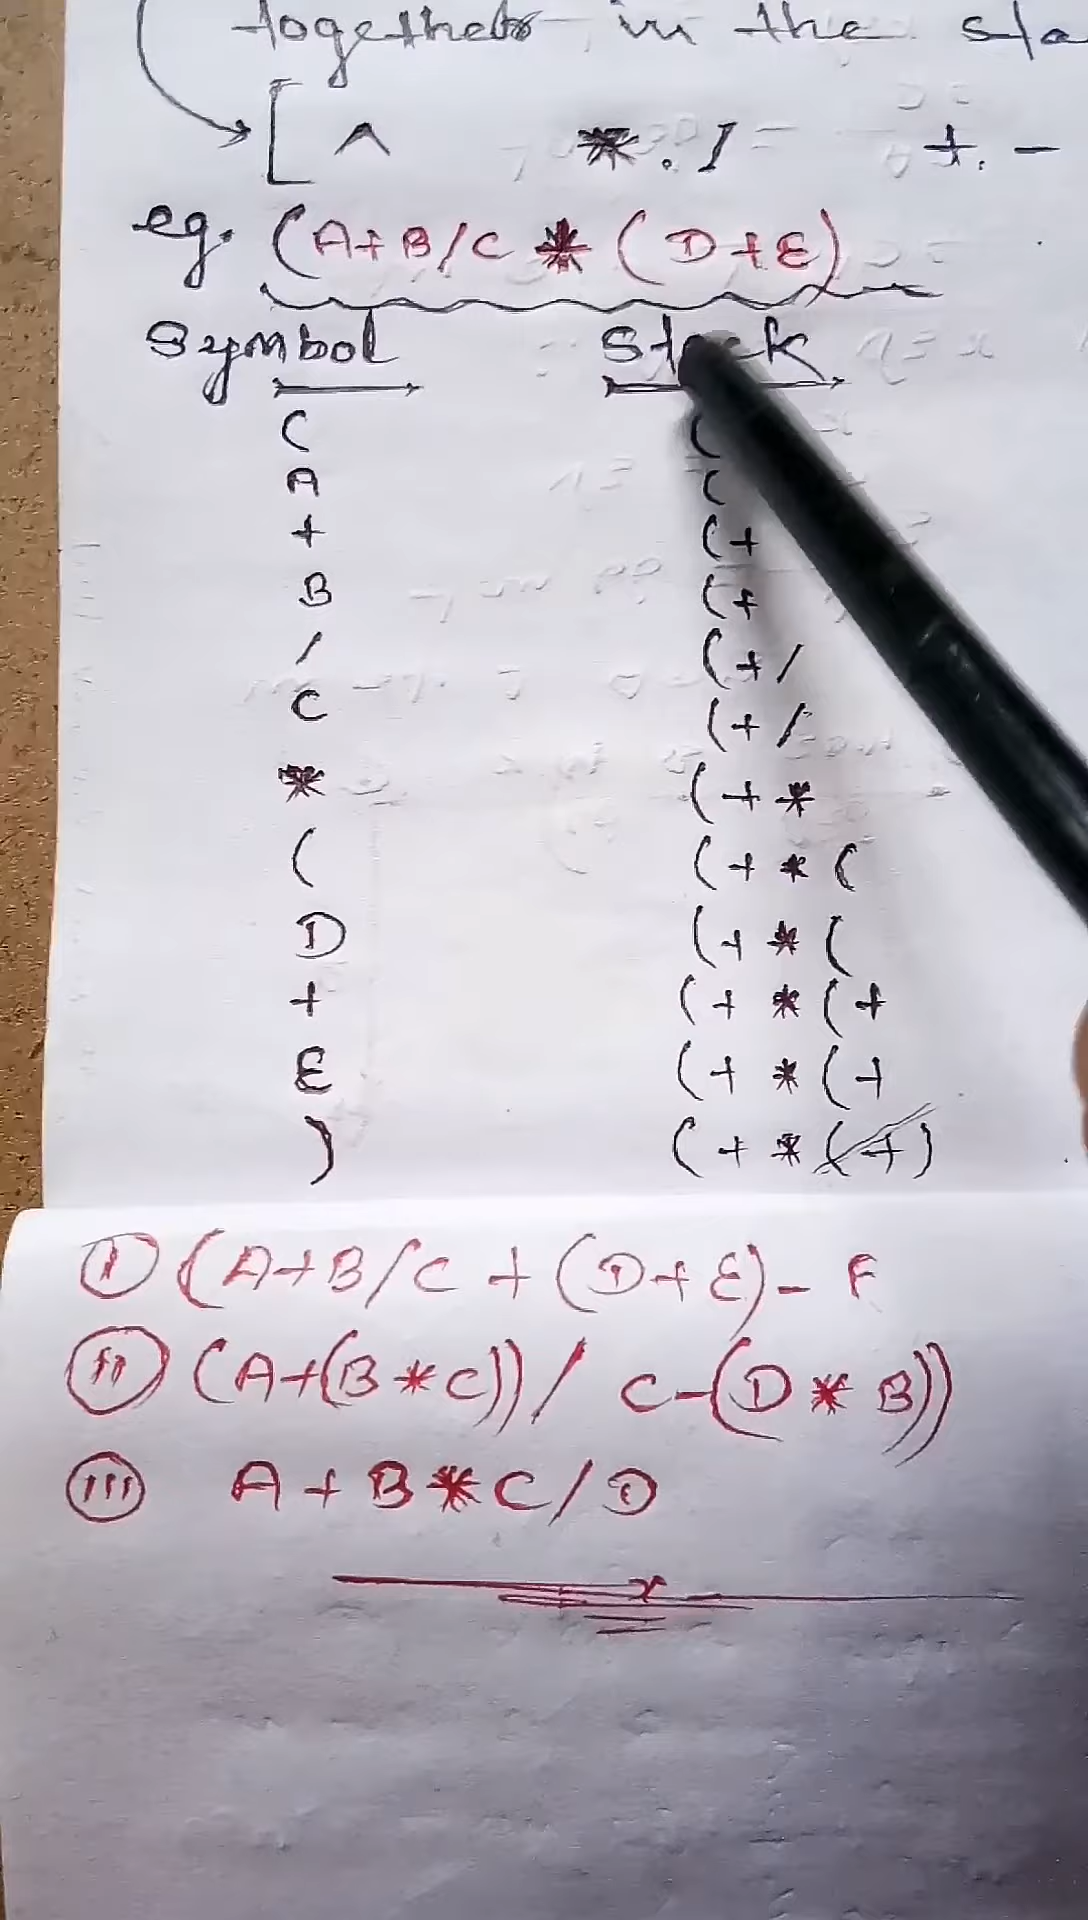 together in the sta
[ ^ * . / + . -
eg. (A+B/C * (D+E)
Symbol Stack
( (
A (
+ (+
B (+
/ (+/
C (+/
* (+*
( (+*(
D (+*(
+ (+*(+
E (+*(+
) (+*(+)
(I) (A+B/C + (D+E) - F
(II) (A+(B*C))/ C-(D*B))
(III) A+B*C/D
x